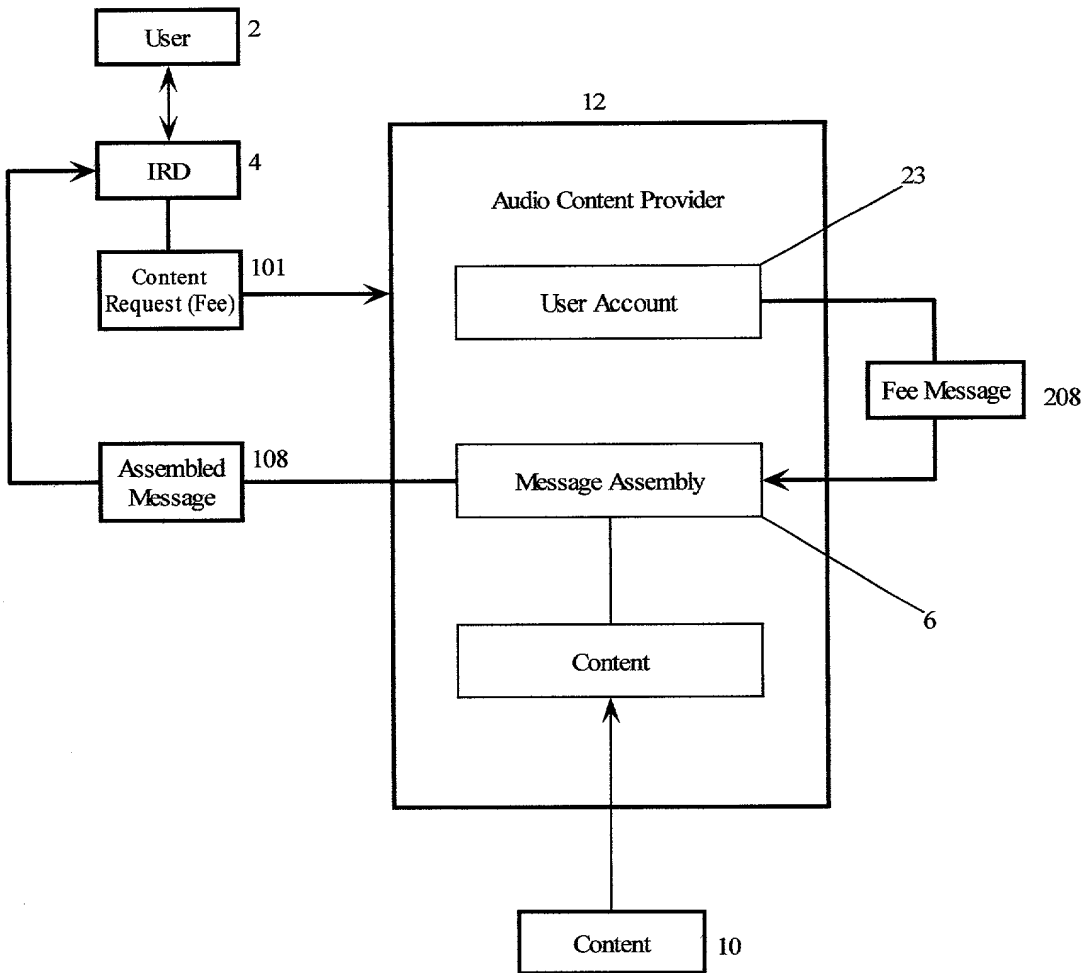 User
2
12
IRD
4
Audio Content Provider
23
Content
Request (Fee)
101
User Account
Fee Message
208
Assembled
Message
108
Message Assembly
6
Content
Content
10